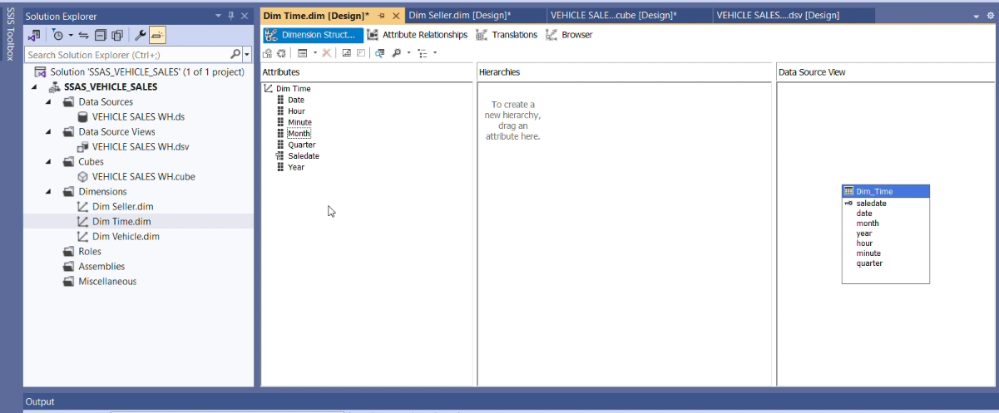 SSIS Toolbox
Solution Explorer
Search Solution Explorer (Ctrl+;)
Solution 'SSAS_VEHICLE_SALES' (1 of 1 project)
SSAS_VEHICLE_SALES
Data Sources
VEHICLE SALES WH.ds
Data Source Views
VEHICLE SALES WH.dsv
Cubes
VEHICLE SALES WH.cube
Dimensions
Dim Seller.dim
Dim Time.dim
Dim Vehicle.dim
Roles
Assemblies
Miscellaneous
Dim Time.dim [Design]*
Dim Seller.dim [Design]*
VEHICLE SALE...cube [Design]*
VEHICLE SALES....dsv [Design]
Dimension Struct...
Attribute Relationships
Translations
Browser
Attributes
Dim Time
Date
Hour
Minute
Month
Quarter
Saledate
Year
Hierarchies
To create a
new hierarchy,
drag an
attribute here.
Data Source View
Dim_Time
saledate
date
month
year
hour
minute
quarter
Output